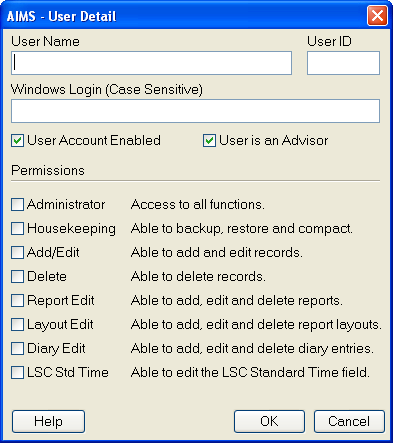 AIMS - User Detail
User Name User ID
Windows Login (Case Sensitive)
User Account Enabled User is an Advisor
Permissions
Administrator Access to all functions.
Housekeeping Able to backup, restore and compact.
Add/Edit Able to add and edit records.
Delete Able to delete records.
Report Edit Able to add, edit and delete reports.
Layout Edit Able to add, edit and delete report layouts.
Diary Edit Able to add, edit and delete diary entries.
LSC Std Time Able to edit the LSC Standard Time field.
Help OK Cancel